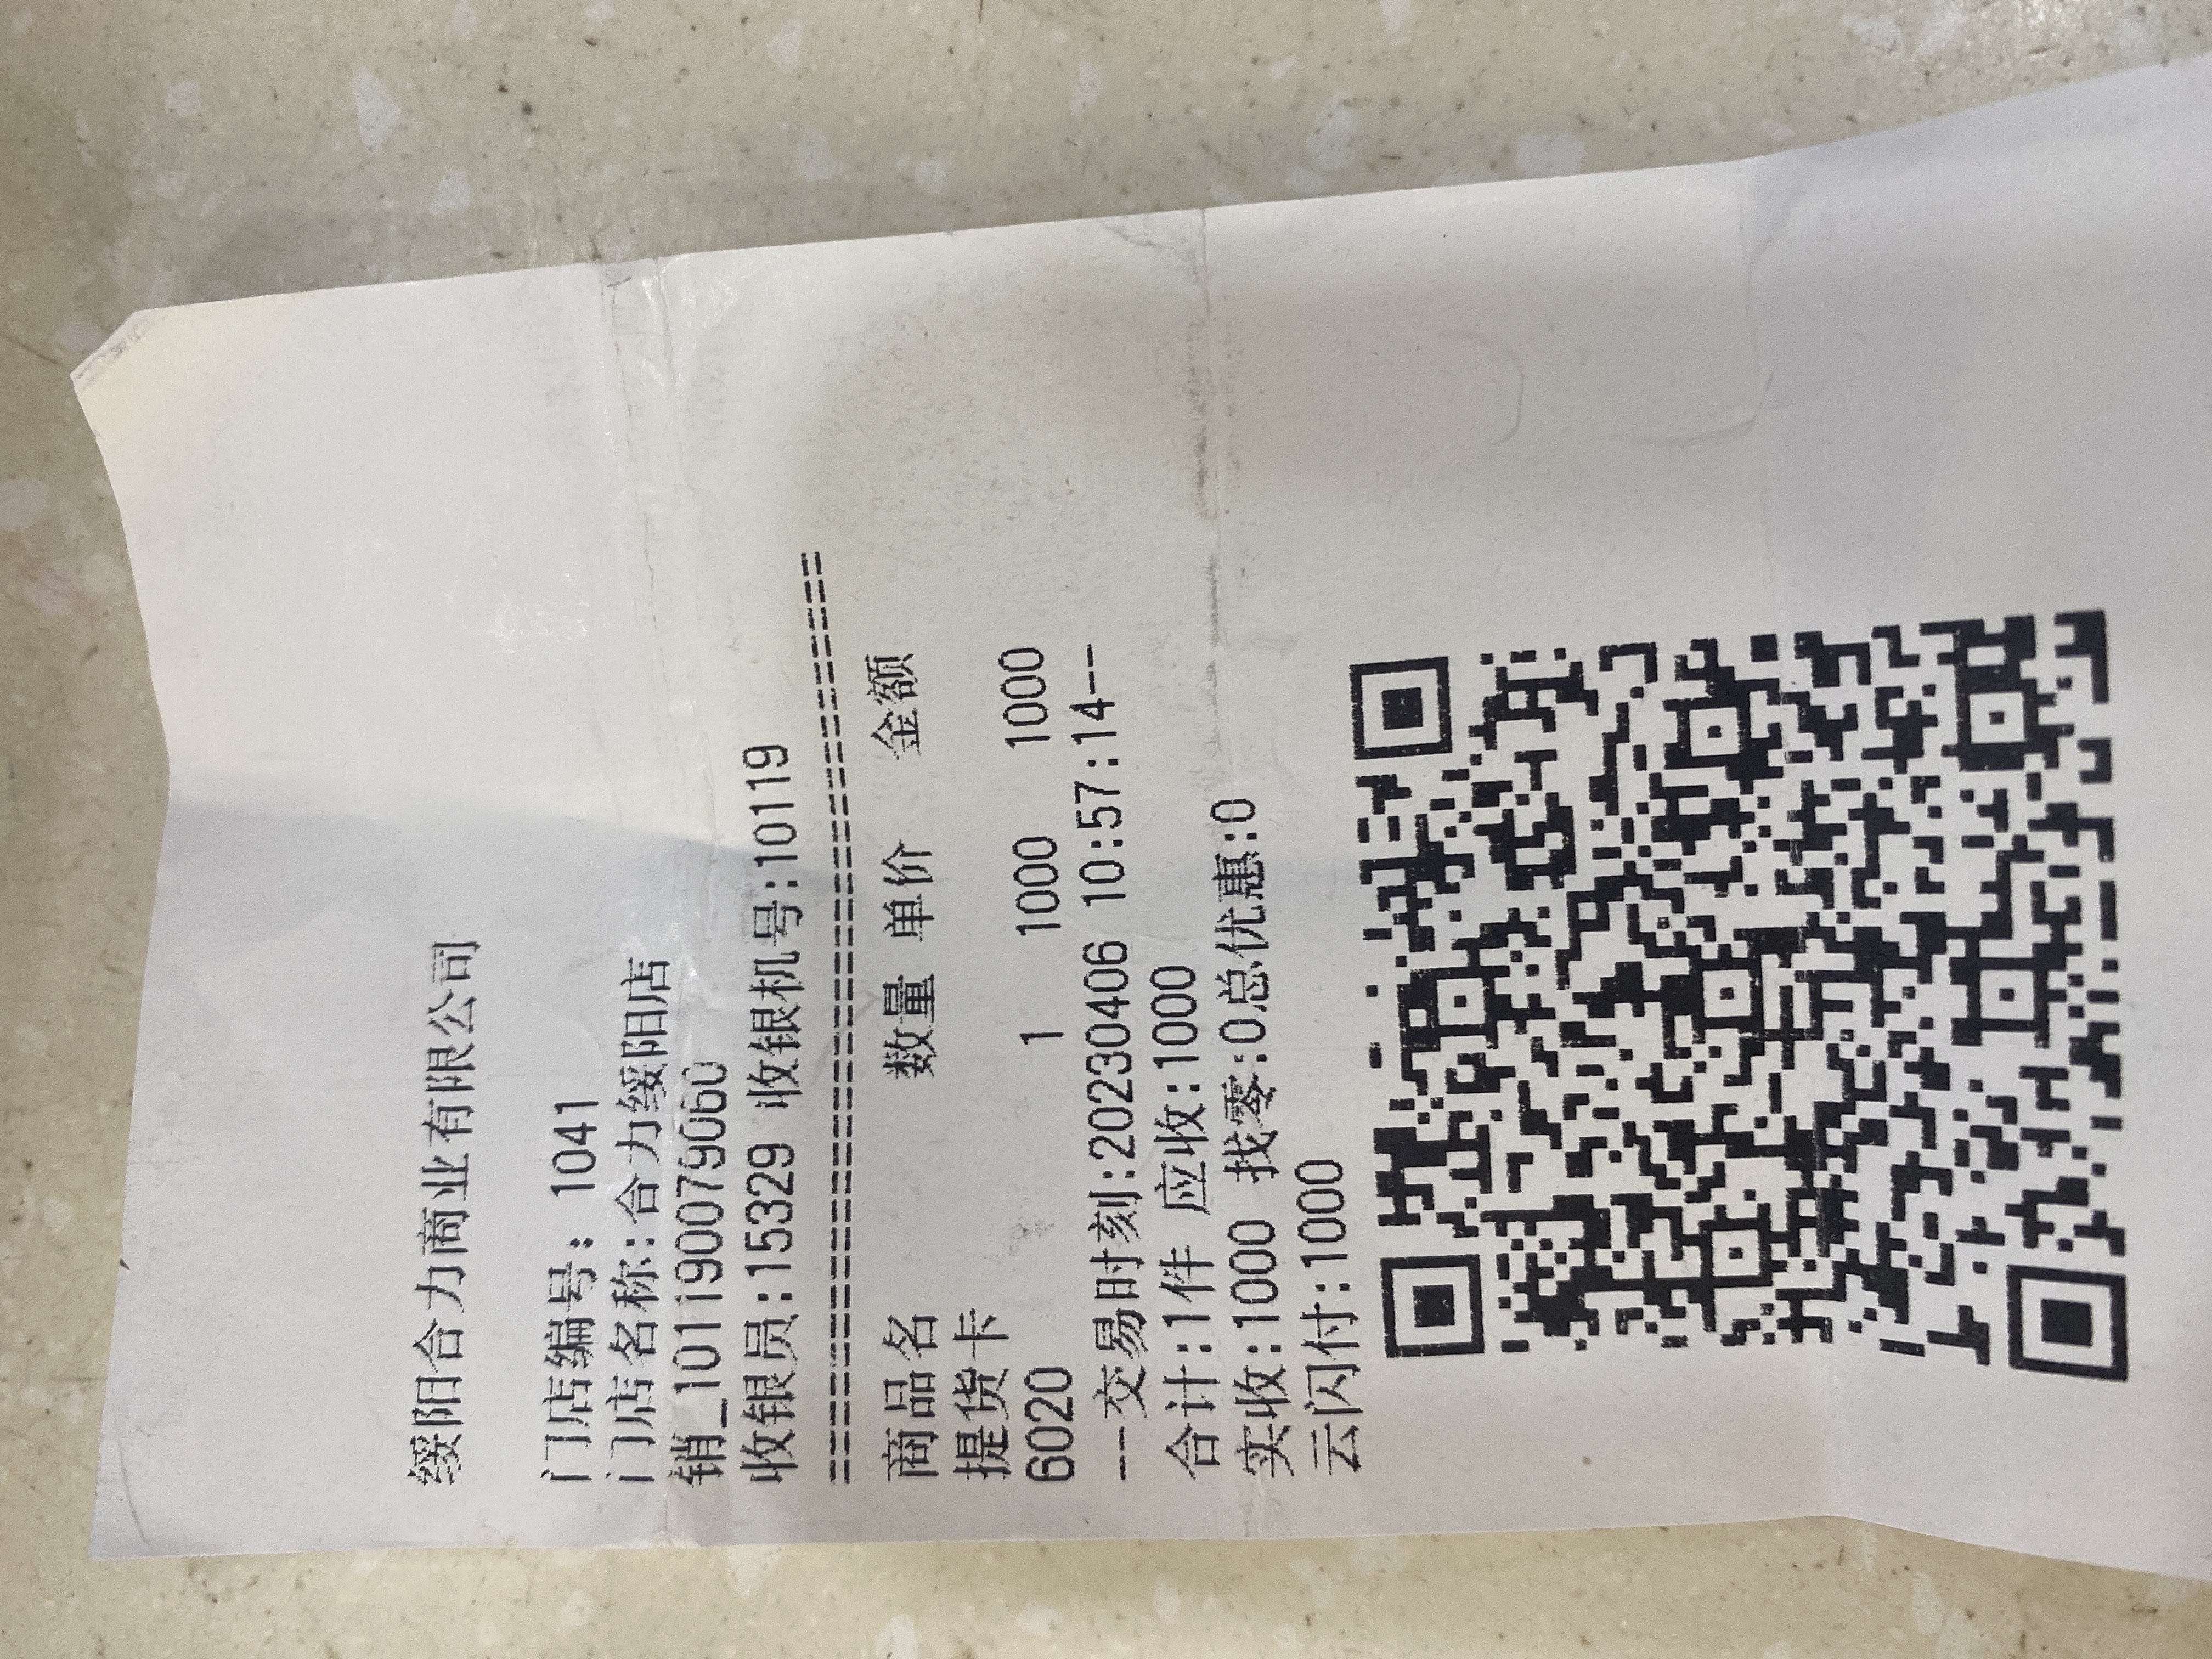 绥阳合力商业有限公司
门店编号: 1041
门店名称:合力绥阳店
销_1011900790060
收银员:15329 收银机号:10119
================================
商品名 数量 单价 金额
提货卡
6020 1 1000 1000
--交易时刻:20230406 10:57:14--
合计:1件 应收:1000
实收:1000 找零:0总优惠:0
云闪付:1000